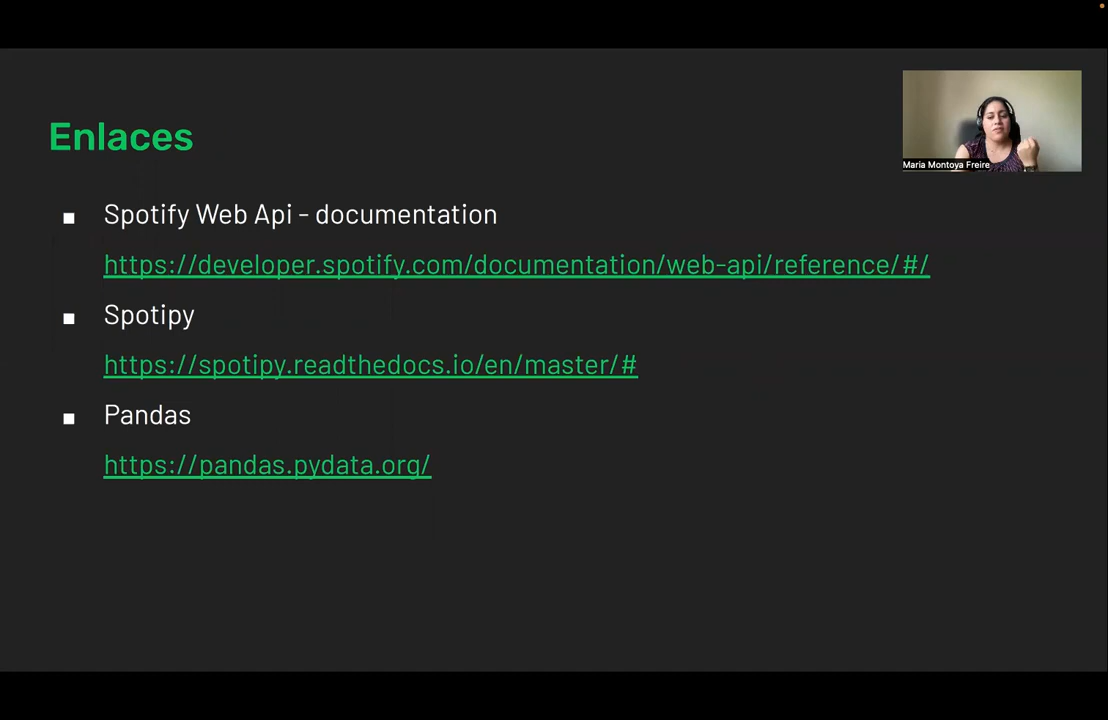 Enlaces
Maria Montoya Freire
Spotify Web Api - documentation
https://developer.spotify.com/documentation/web-api/reference/#/
Spotipy
https://spotipy.readthedocs.io/en/master/#
Pandas
https://pandas.pydata.org/